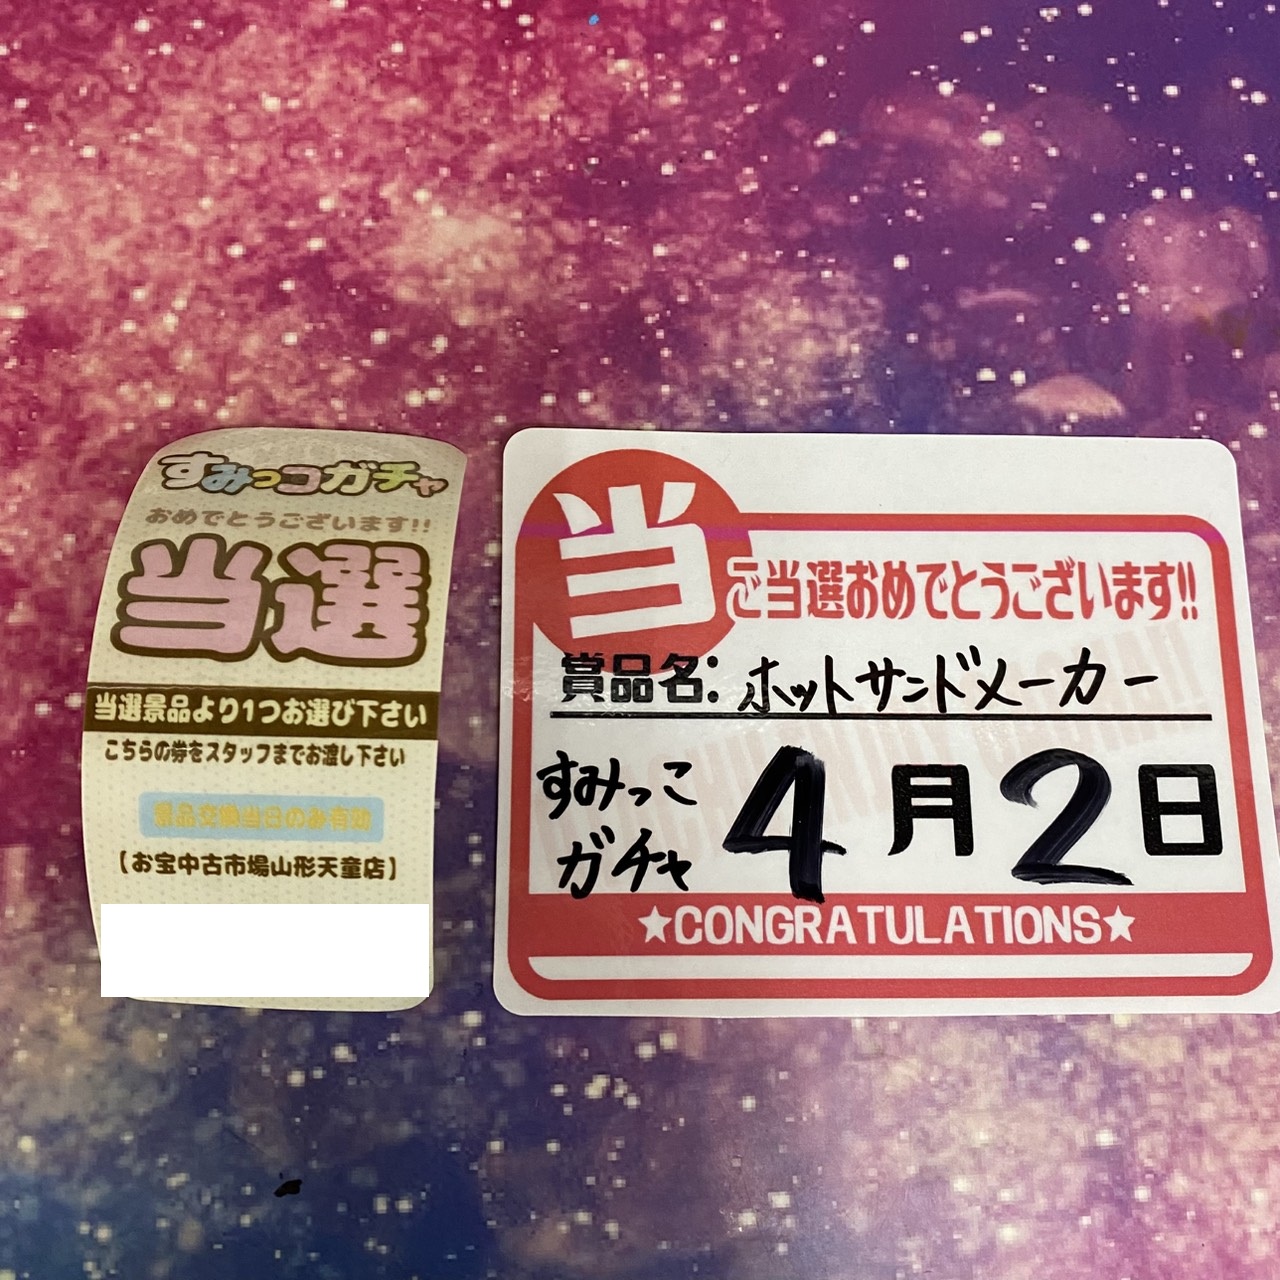 すみっコガチャ
おめでとうございます!!
当選
当選景品より1つお選び下さい
こちらの券をスタッフまでお渡し下さい
景品交換当日のみ有効
【お宝中古市場山形天童店】
当
ご当選おめでとうございます!!
賞品名:ホットサンドメーカー
すみっこ
ガチャ
4月2日
★CONGRATULATIONS★